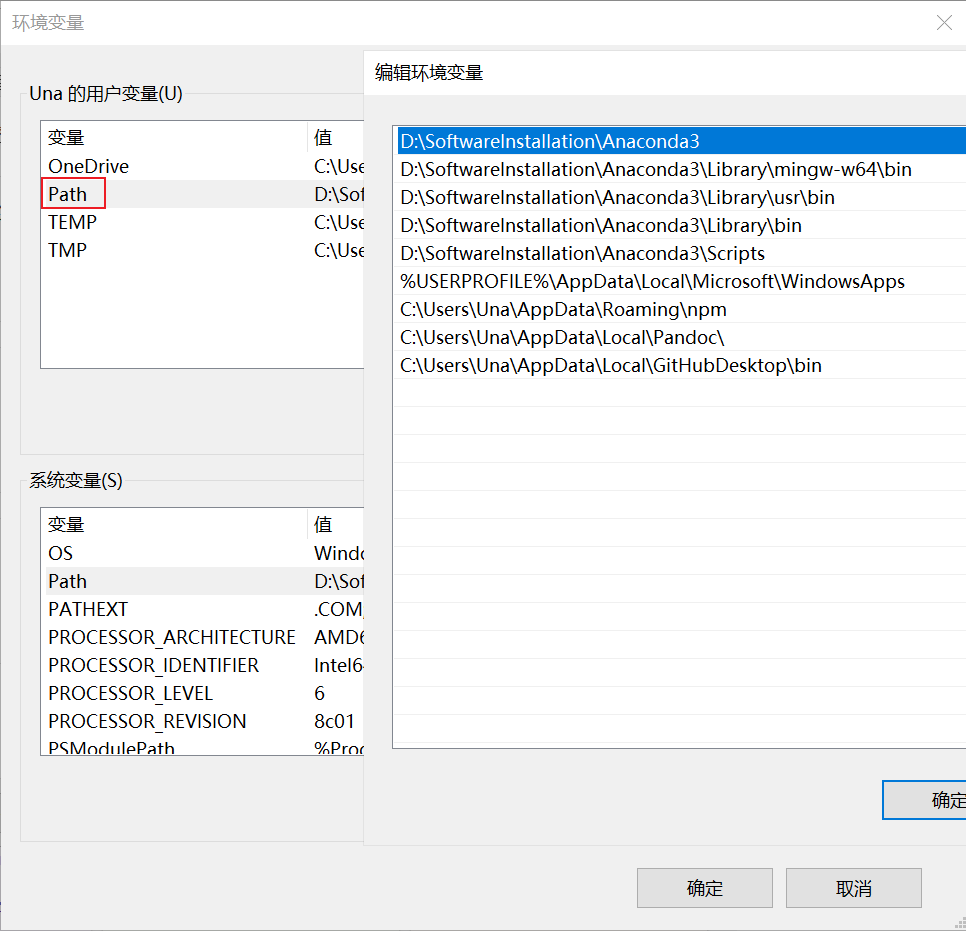 环境变量
Una 的用户变量(U)
变量 值
OneDrive C:\Use
Path D:\Sof
TEMP C:\Use
TMP C:\Use
系统变量(S)
变量 值
OS Windo
Path D:\Sof
PATHEXT .COM;
PROCESSOR_ARCHITECTURE AMD6
PROCESSOR_IDENTIFIER Intel64
PROCESSOR_LEVEL 6
PROCESSOR_REVISION 8c01
PSModulePath %Prog
编辑环境变量
D:\SoftwareInstallation\Anaconda3
D:\SoftwareInstallation\Anaconda3\Library\mingw-w64\bin
D:\SoftwareInstallation\Anaconda3\Library\usr\bin
D:\SoftwareInstallation\Anaconda3\Library\bin
D:\SoftwareInstallation\Anaconda3\Scripts
%USERPROFILE%\AppData\Local\Microsoft\WindowsApps
C:\Users\Una\AppData\Roaming\npm
C:\Users\Una\AppData\Local\Pandoc\
C:\Users\Una\AppData\Local\GitHubDesktop\bin
确定
确定 取消